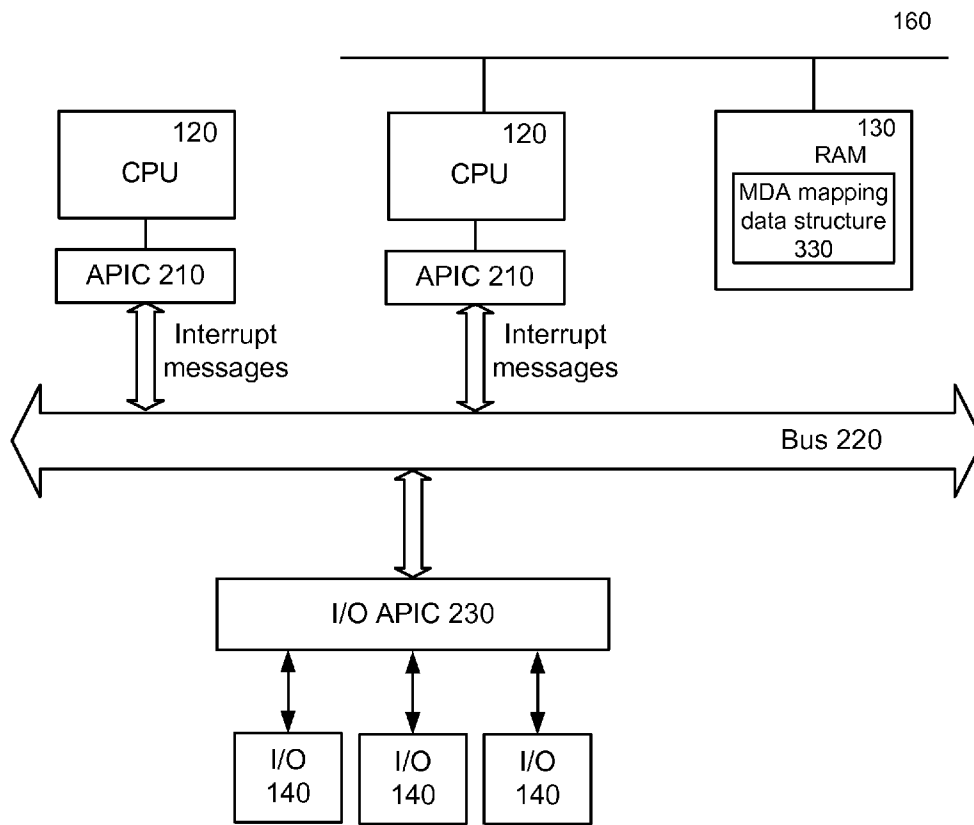 160
120
CPU
120
CPU
130
RAM
MDA mapping
data structure
330
APIC 210
APIC 210
Interrupt
messages
Interrupt
messages
Bus 220
I/O APIC 230
I/O
140
I/O
140
I/O
140